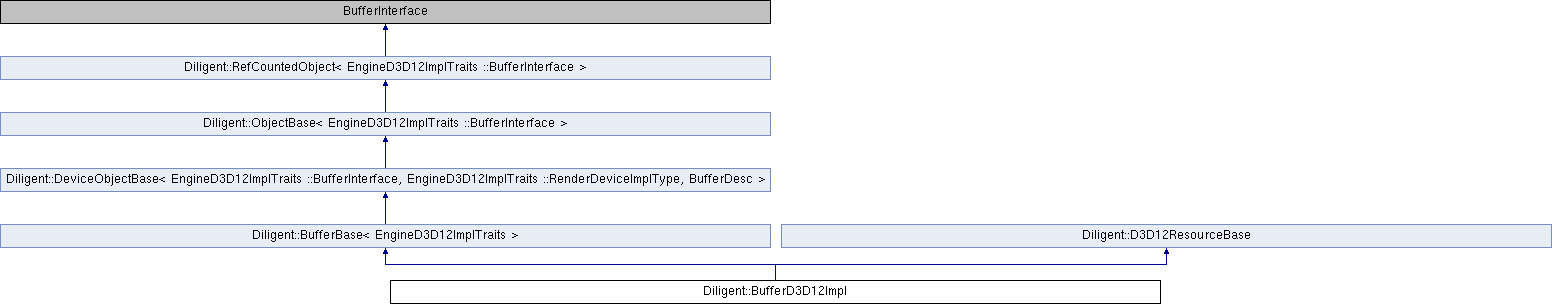 BufferInterface
Diligent::RefCountedObject< EngineD3D12ImplTraits ::BufferInterface >
Diligent::ObjectBase< EngineD3D12ImplTraits ::BufferInterface >
Diligent::DeviceObjectBase< EngineD3D12ImplTraits ::BufferInterface, EngineD3D12ImplTraits ::RenderDeviceImplType, BufferDesc >
Diligent::BufferBase< EngineD3D12ImplTraits >
Diligent::D3D12ResourceBase
Diligent::BufferD3D12Impl